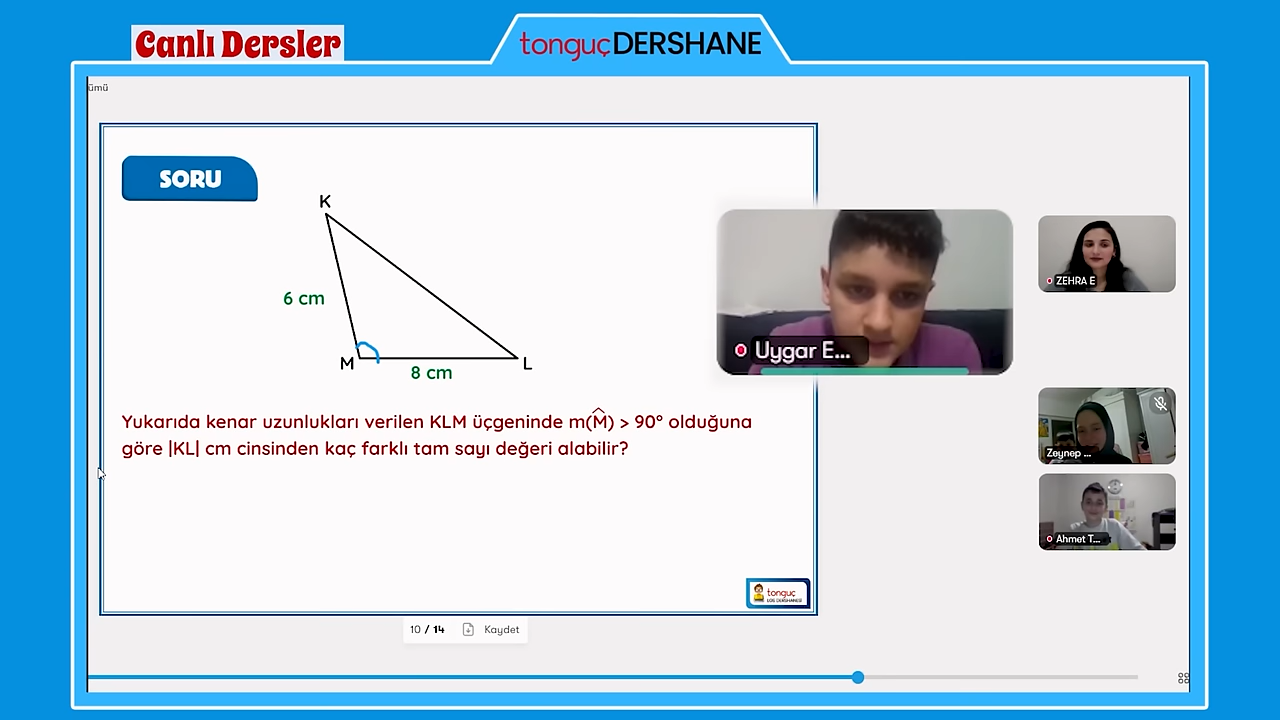 Canlı Dersler
tonguçDERSHANE
ümü
SORU
K
6 cm
M
L
8 cm
Yukarıda kenar uzunlukları verilen KLM üçgeninde m(M̂) > 90° olduğuna
göre |KL| cm cinsinden kaç farklı tam sayı değeri alabilir?
Uygar E...
ZEHRA E
Zeynep ...
Ahmet T...
tonguç
10 / 14
Kaydet